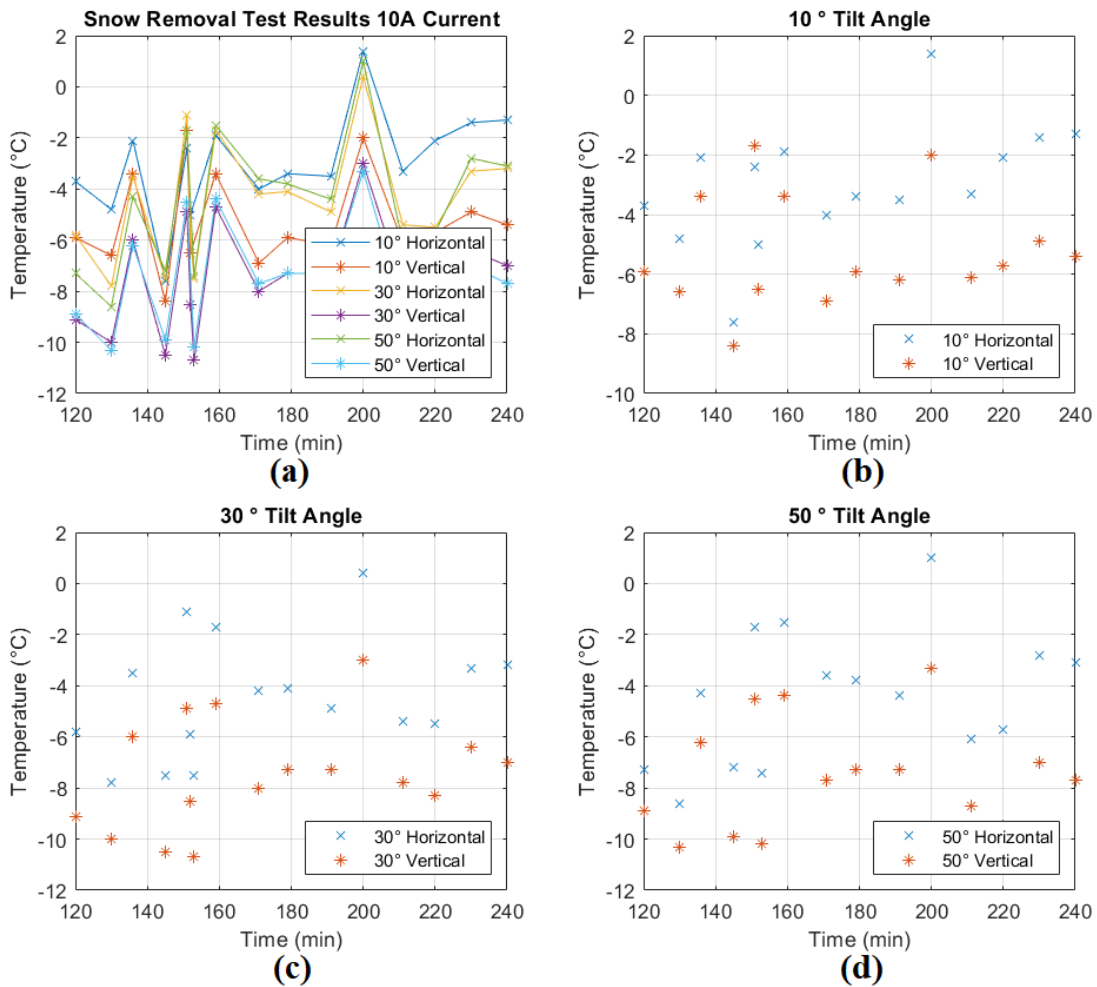 Snow Removal Test Results 10A Current
2
0
-2
-4
-6
-8
-10
-12
Temperature (°C)
10° Horizontal
10° Vertical
30° Horizontal
30° Vertical
50° Horizontal
50° Vertical
120 140 160 180 200 220 240
Time (min)
(a)
10 ° Tilt Angle
2
0
-2
-4
-6
-8
-10
Temperature (°C)
10° Horizontal
10° Vertical
120 140 160 180 200 220 240
Time (min)
(b)
30 ° Tilt Angle
2
0
-2
-4
-6
-8
-10
-12
Temperature (°C)
30° Horizontal
30° Vertical
120 140 160 180 200 220 240
Time (min)
(c)
50 ° Tilt Angle
2
0
-2
-4
-6
-8
-10
-12
Temperature (°C)
50° Horizontal
50° Vertical
120 140 160 180 200 220 240
Time (min)
(d)